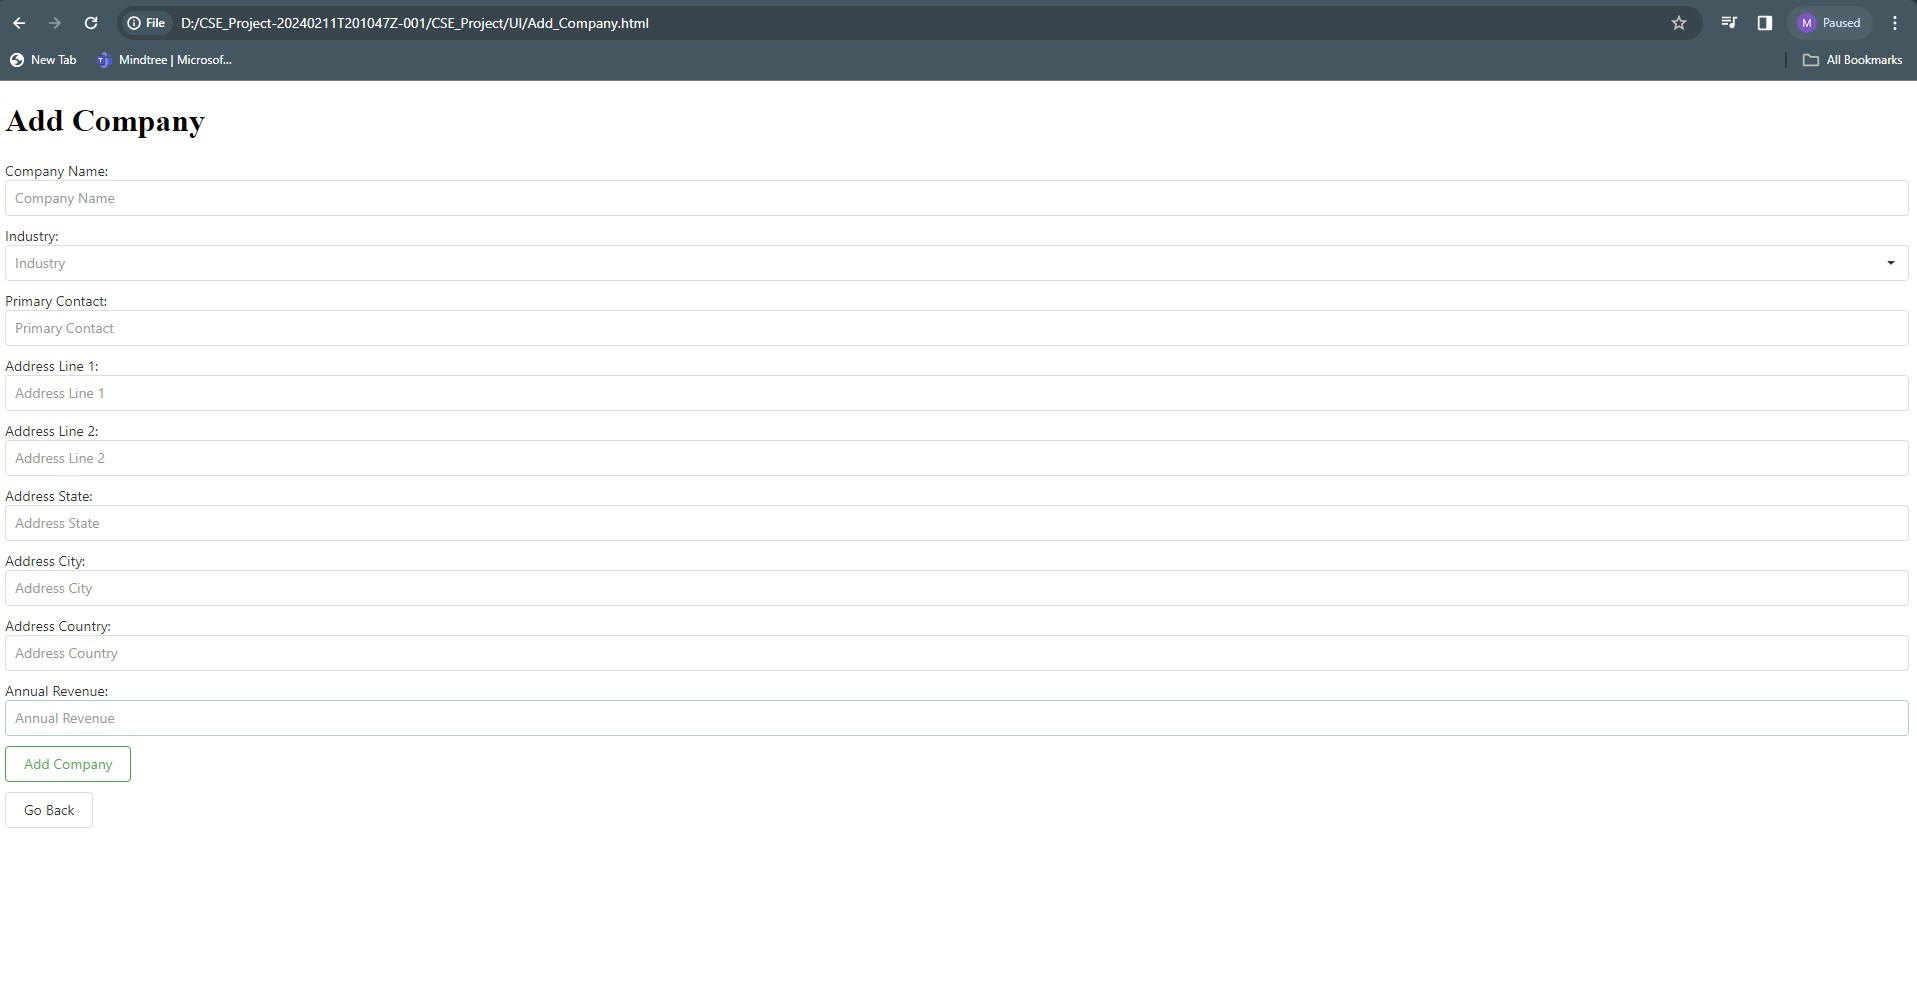 File D:/CSE_Project-20240211T201047Z-001/CSE_Project/UI/Add_Company.html M Paused
New Tab Mindtree | Microsof... All Bookmarks
Add Company
Company Name:
Company Name
Industry:
Industry
Primary Contact:
Primary Contact
Address Line 1:
Address Line 1
Address Line 2:
Address Line 2
Address State:
Address State
Address City:
Address City
Address Country:
Address Country
Annual Revenue:
Annual Revenue
Add Company
Go Back